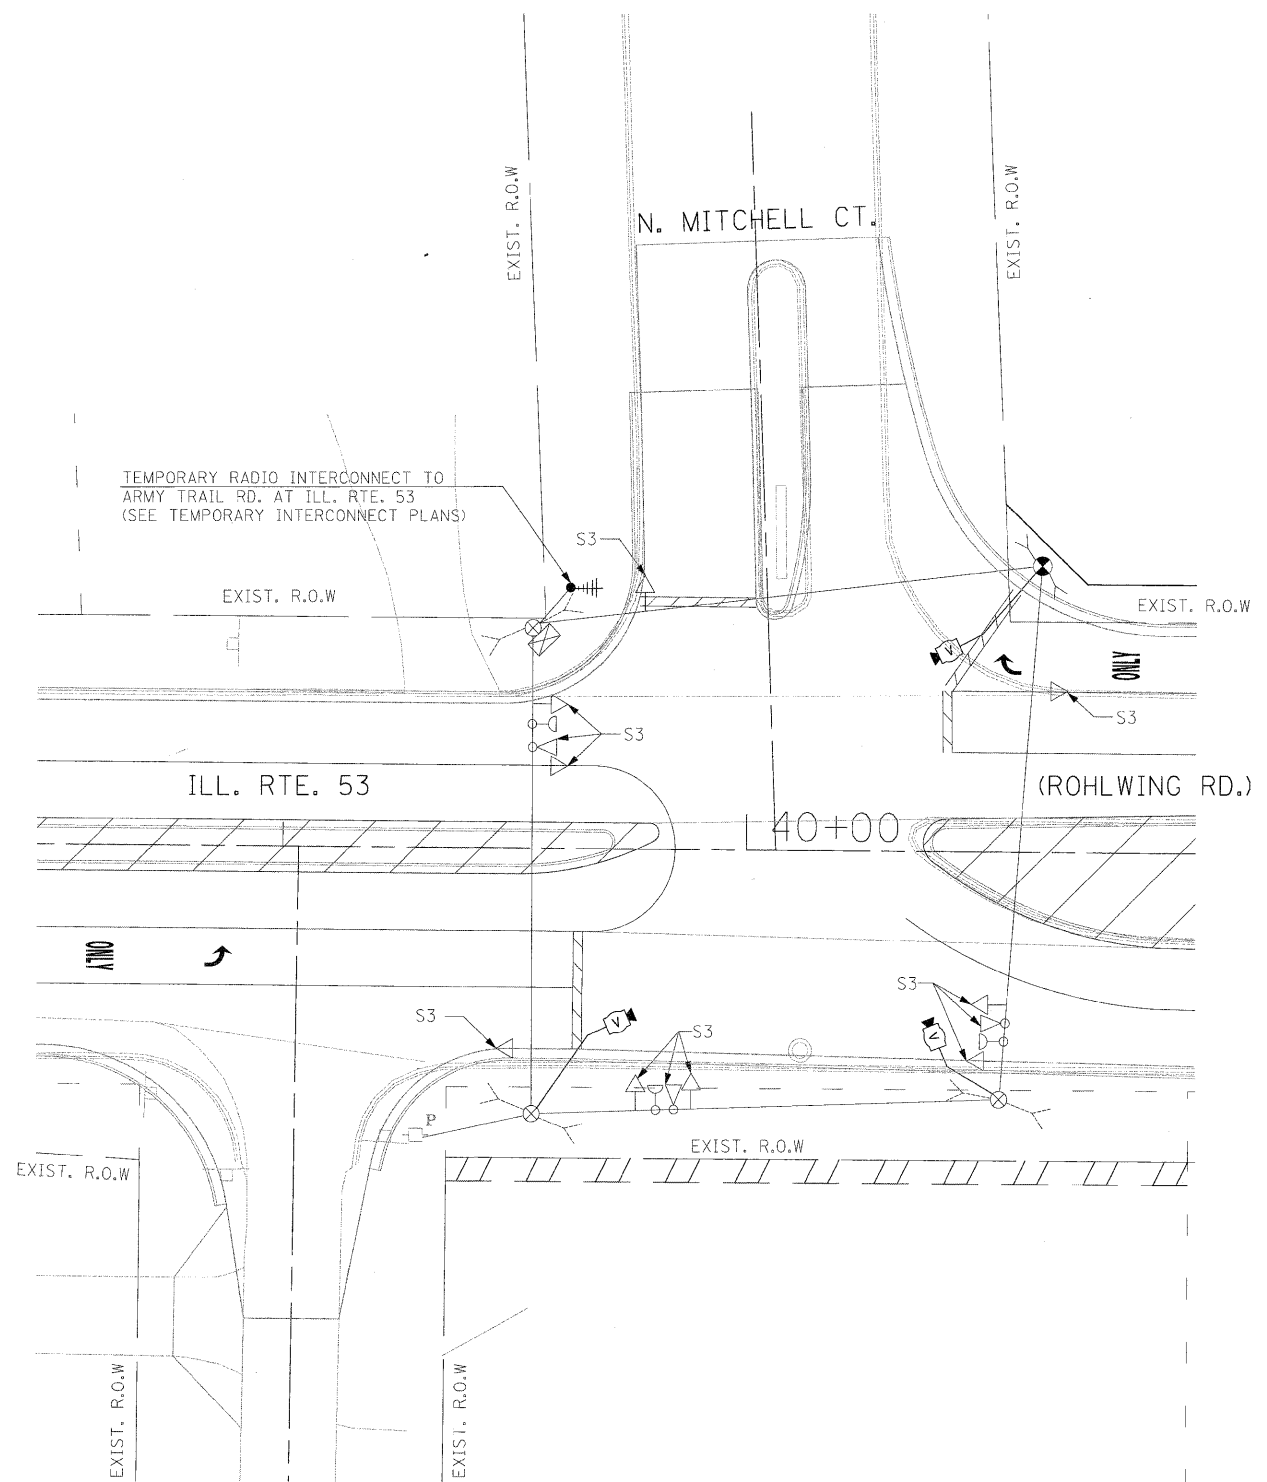 EXIST. R.O.W
EXIST. R.O.W
N. MITCHELL CT.
TEMPORARY RADIO INTERCONNECT TO
ARMY TRAIL RD. AT ILL. RTE. 53
(SEE TEMPORARY INTERCONNECT PLANS)
S3
EXIST. R.O.W
EXIST. R.O.W
V
ONLY
S3
S3
ILL. RTE. 53
(ROHLWING RD.)
40+00
ONLY
S3
S3
V
S3
V
P
EXIST. R.O.W
EXIST. R.O.W
EXIST. R.O.W
EXIST. R.O.W